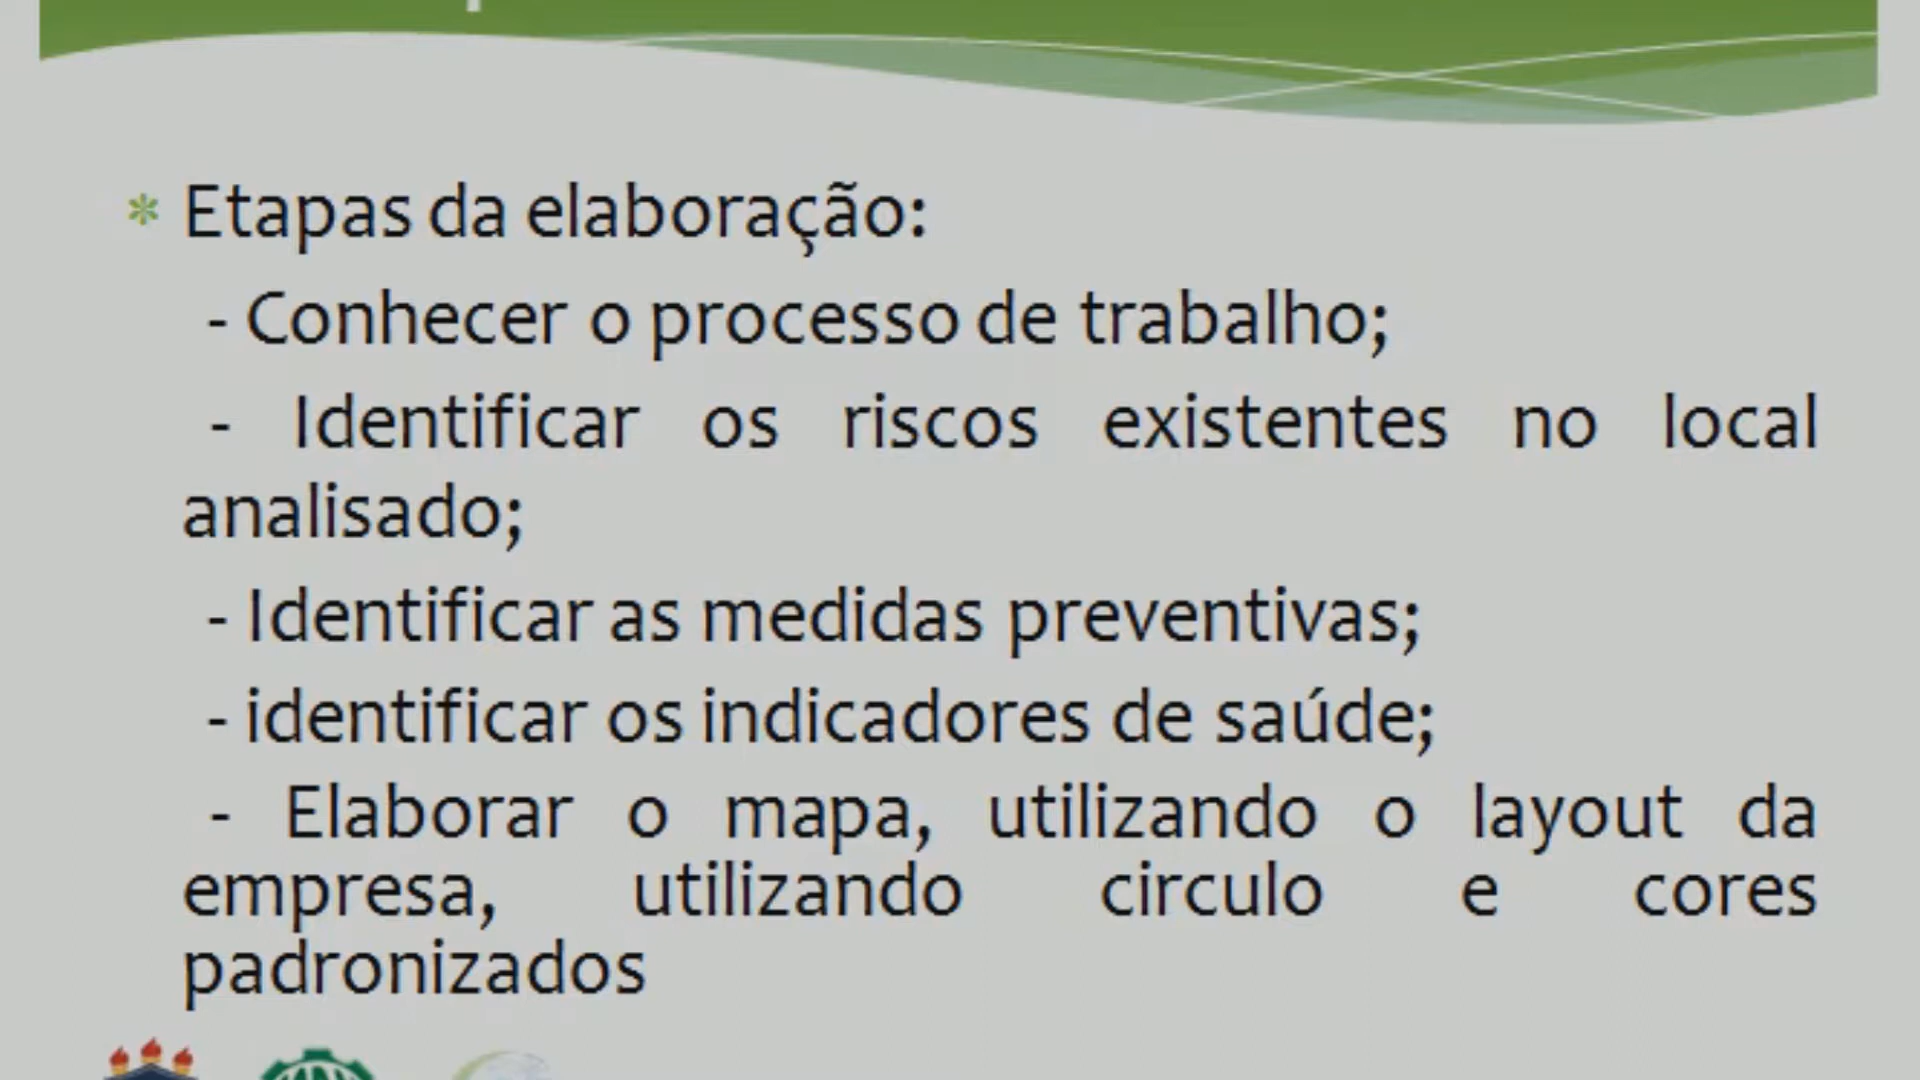 * Etapas da elaboração:
- Conhecer o processo de trabalho;
- Identificar os riscos existentes no local
analisado;
- Identificar as medidas preventivas;
- identificar os indicadores de saúde;
- Elaborar o mapa, utilizando o layout da
empresa, utilizando circulo e cores
padronizados